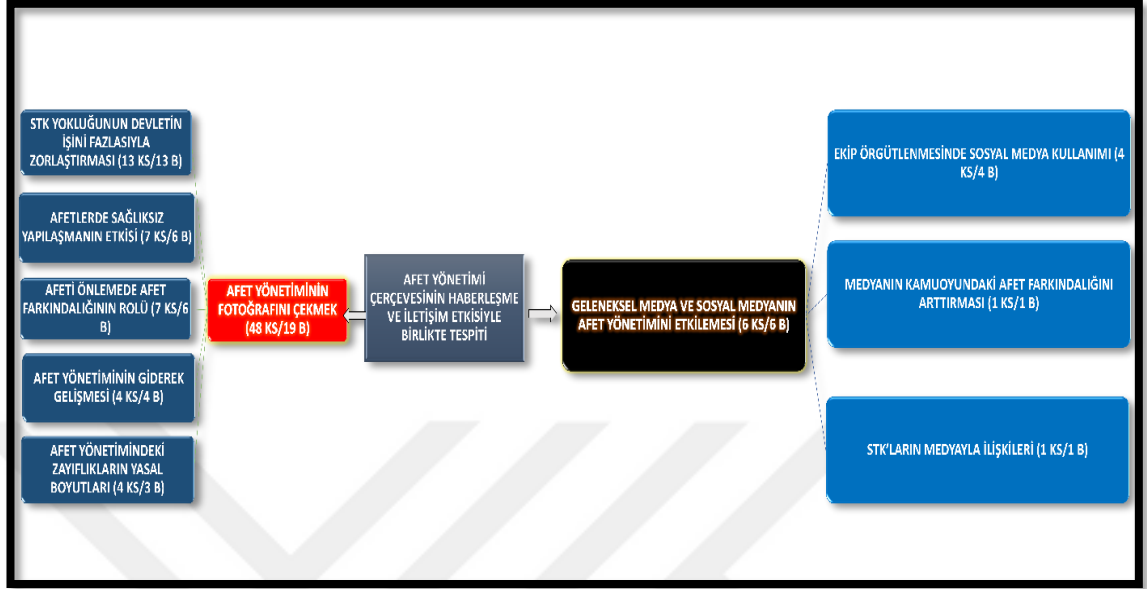 STK YOKLUĞUNUN DEVLETİN
İŞİNİ FAZLASIYLA
ZORLAŞTIRMASI (13 KS/13 B)
AFETLERDE SAĞLIKSIZ
YAPILAŞMANIN ETKİSİ (7 KS/6 B)
AFETİ ÖNLEMEDE AFET
FARKINDALIĞININ ROLÜ (7 KS/6
B)
AFET YÖNETİMİNİN GİDEREK
GELİŞMESİ (4 KS/4 B)
AFET YÖNETİMİNDEKİ
ZAYIFLIKLARIN YASAL
BOYUTLARI (4 KS/3 B)
AFET YÖNETİMİNİN
FOTOĞRAFINI ÇEKMEK
(48 KS/19 B)
AFET YÖNETİMİ
ÇERÇEVESİNİN HABERLEŞME
VE İLETİŞİM ETKİSİYLE
BİRLİKTE TESPİTİ
GELENEKSEL MEDYA VE SOSYAL MEDYANIN
AFET YÖNETİMİNİ ETKİLEMESİ (6 KS/6 B)
EKİP ÖRGÜTLENMESİNDE SOSYAL MEDYA KULLANIMI (4
KS/4 B)
MEDYANIN KAMUOYUNDAKİ AFET FARKINDALIĞINI
ARTTIRMASI (1 KS/1 B)
STK'LARIN MEDYAYLA İLİŞKİLERİ (1 KS/1 B)